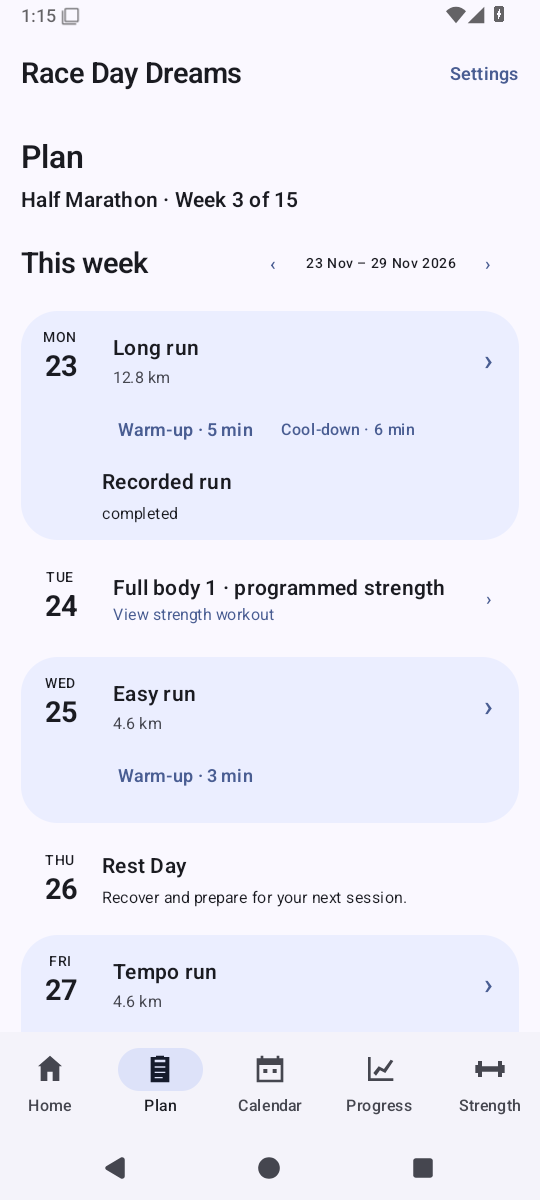 1:15
Race Day Dreams
Settings
Plan
Half Marathon · Week 3 of 15
This week
‹ 23 Nov – 29 Nov 2026 ›
MON
23
Long run
12.8 km
Warm-up · 5 min
Cool-down · 6 min
Recorded run
completed
TUE
24
Full body 1 · programmed strength
View strength workout
WED
25
Easy run
4.6 km
Warm-up · 3 min
THU
26
Rest Day
Recover and prepare for your next session.
FRI
27
Tempo run
4.6 km
Home
Plan
Calendar
Progress
Strength